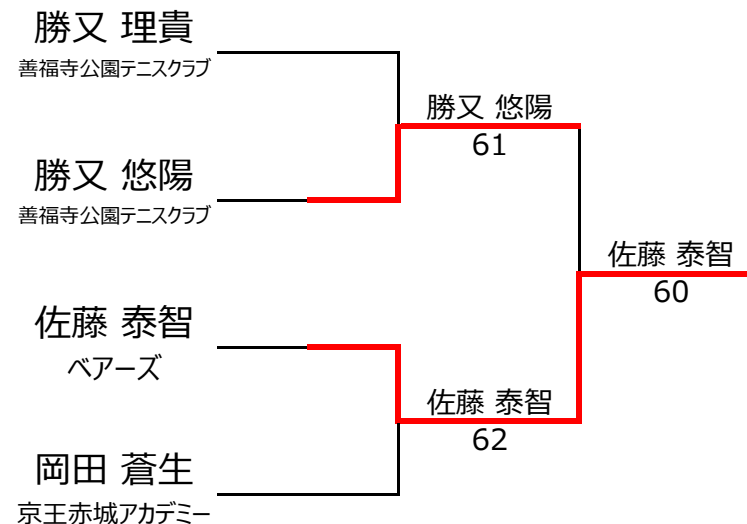 勝又 理貴
善福寺公園テニスクラブ
勝又 悠陽
61
勝又 悠陽
善福寺公園テニスクラブ
佐藤 泰智
60
佐藤 泰智
ベアーズ
佐藤 泰智
62
岡田 蒼生
京王赤城アカデミー